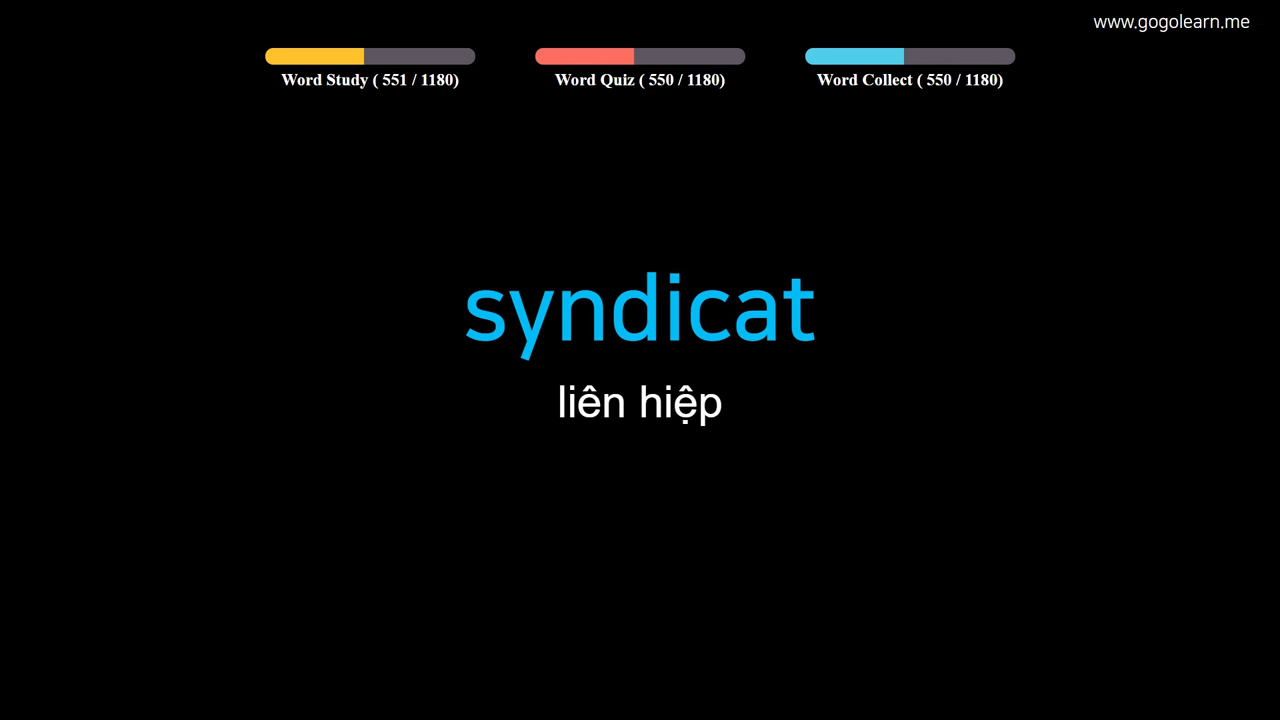 www.gogolearn.me
Word Study ( 551 / 1180)
Word Quiz ( 550 / 1180)
Word Collect ( 550 / 1180)
syndicat
liên hiệp